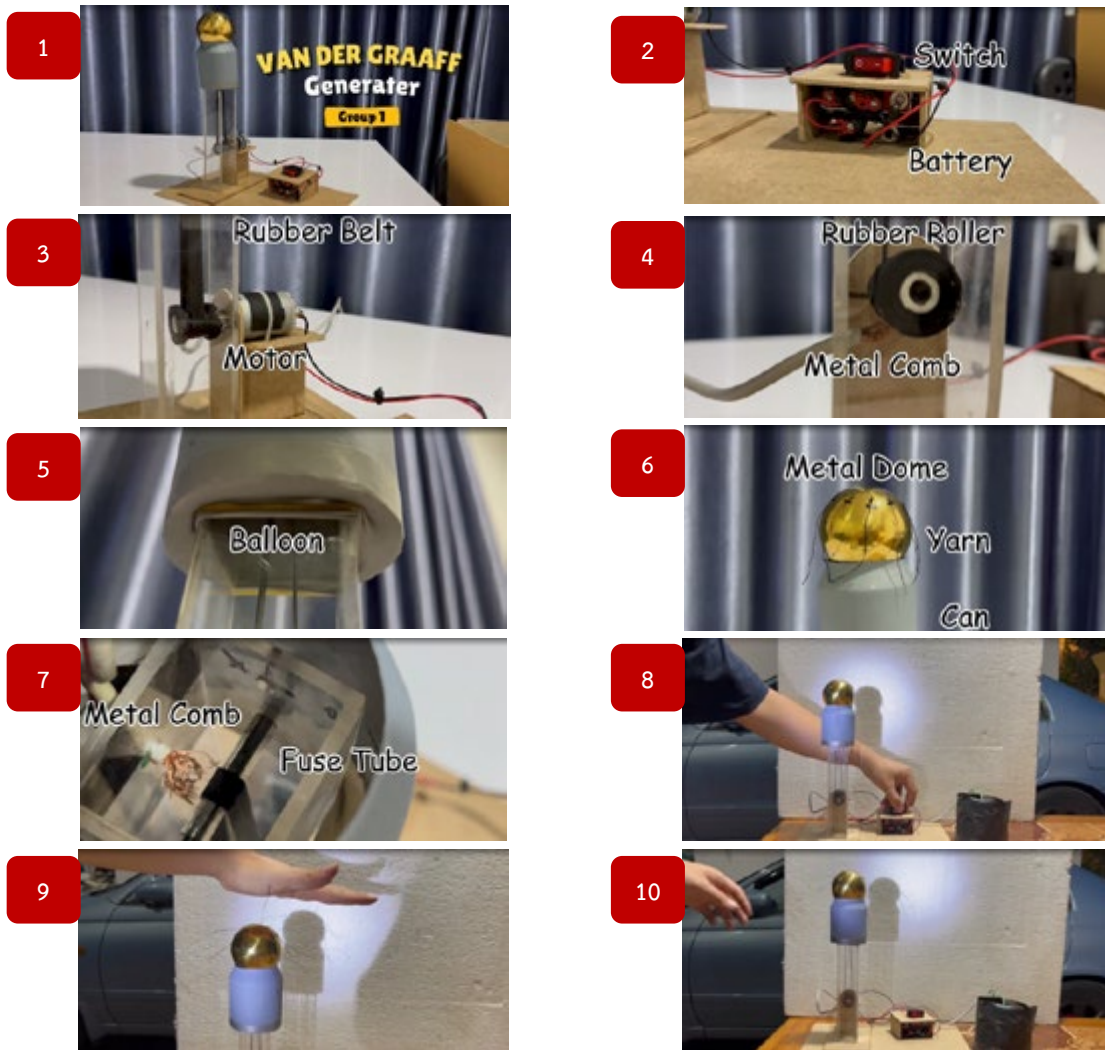 1
VAN DER GRAAFF
Generater
Group 1
2
Switch
Battery
3
Rubber Belt
Motor
4
Rubber Roller
Metal Comb
5
Balloon
6
Metal Dome
Yarn
Can
7
Metal Comb
Fuse Tube
8
9
10